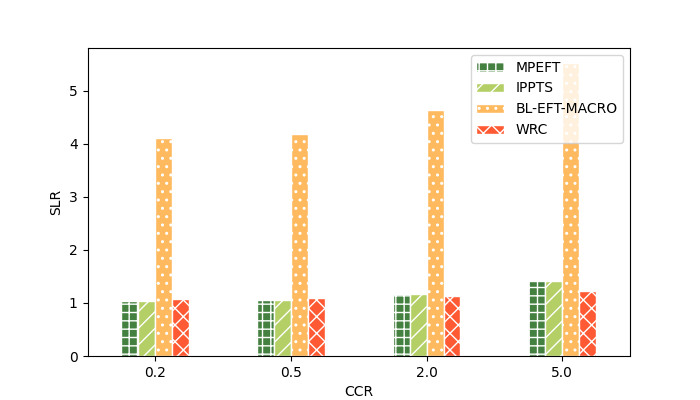 MPEFT
IPPTS
BL-EFT-MACRO
WRC
5
4
3
2
1
0
SLR
0.2 0.5 2.0 5.0
CCR